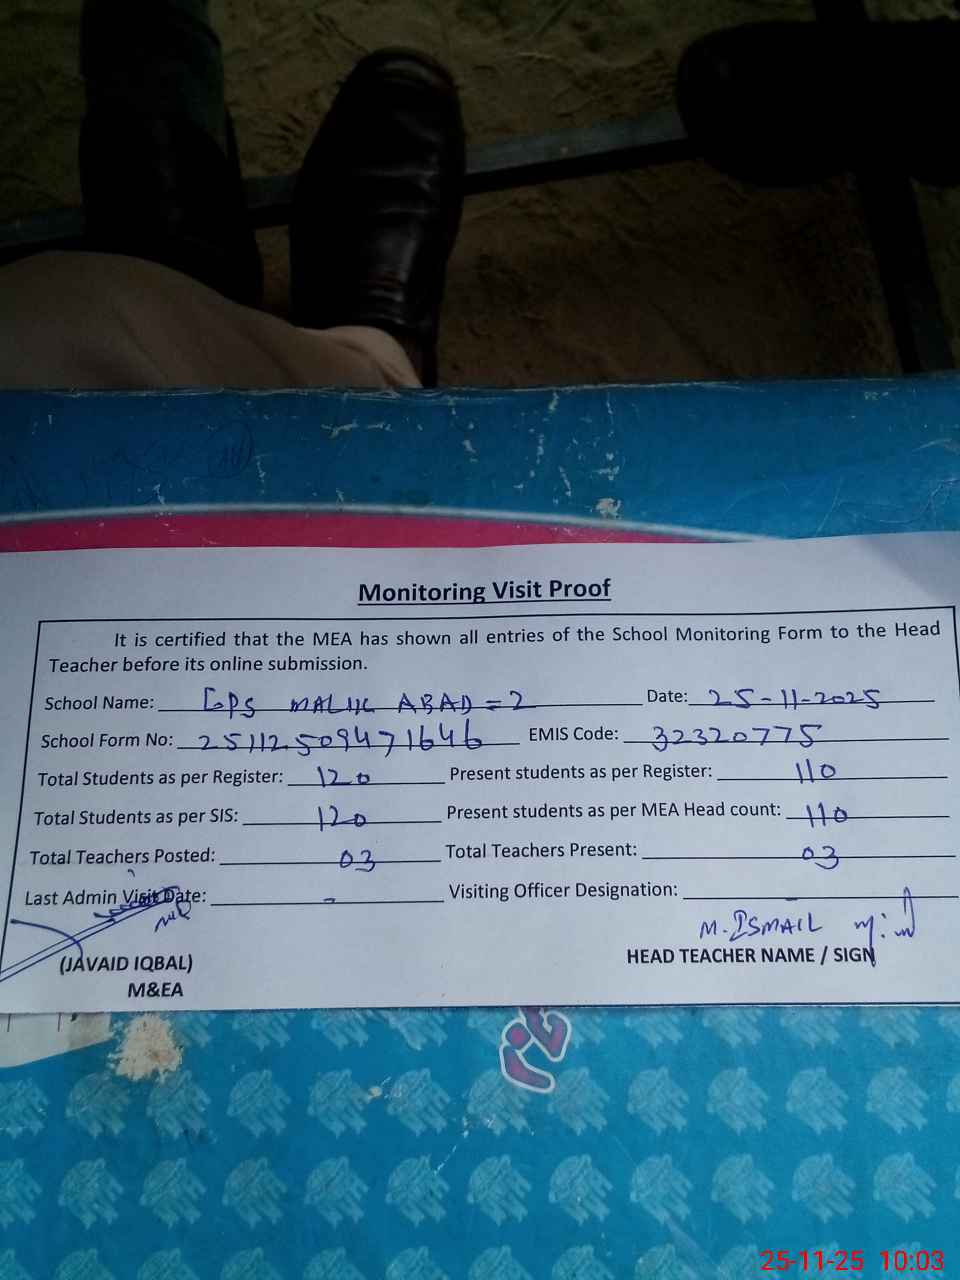 Monitoring Visit Proof
It is certified that the MEA has shown all entries of the School Monitoring Form to the Head
Teacher before its online submission.
School Name: GPS MALIK ABAD = 2 Date: 25-11-2025
School Form No: 25112509471646 EMIS Code: 32320775
Total Students as per Register: 120 Present students as per Register: 110
Total Students as per SIS: 120 Present students as per MEA Head count: 110
Total Teachers Posted: 03 Total Teachers Present: 03
Last Admin Visit Date: - Visiting Officer Designation: -
M. ISMAIL
(JAVAID IQBAL) HEAD TEACHER NAME / SIGN
M&EA
25-11-25 10:03